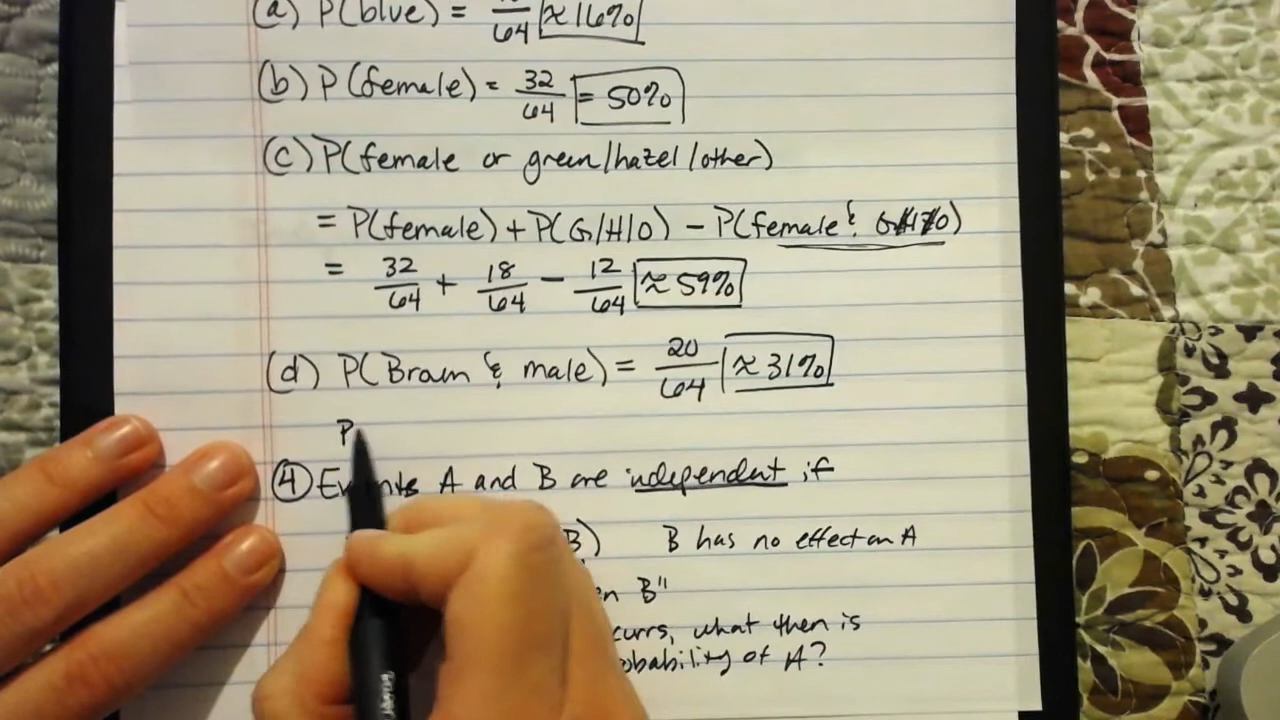 (a) P(blue) = /64 ≈16%
(b) P(female) = 32/64 = 50%
(c) P(female or green/hazel/other)
= P(female) + P(G/H/O) − P(female & G/H/O)
= 32/64 + 18/64 − 12/64 ≈ 59%
(d) P(Brown & male) = 20/64 ≈ 31%
P
④ Events A and B are independent if
B) B has no effect on A
n B"
curs, what then is
obability of A?